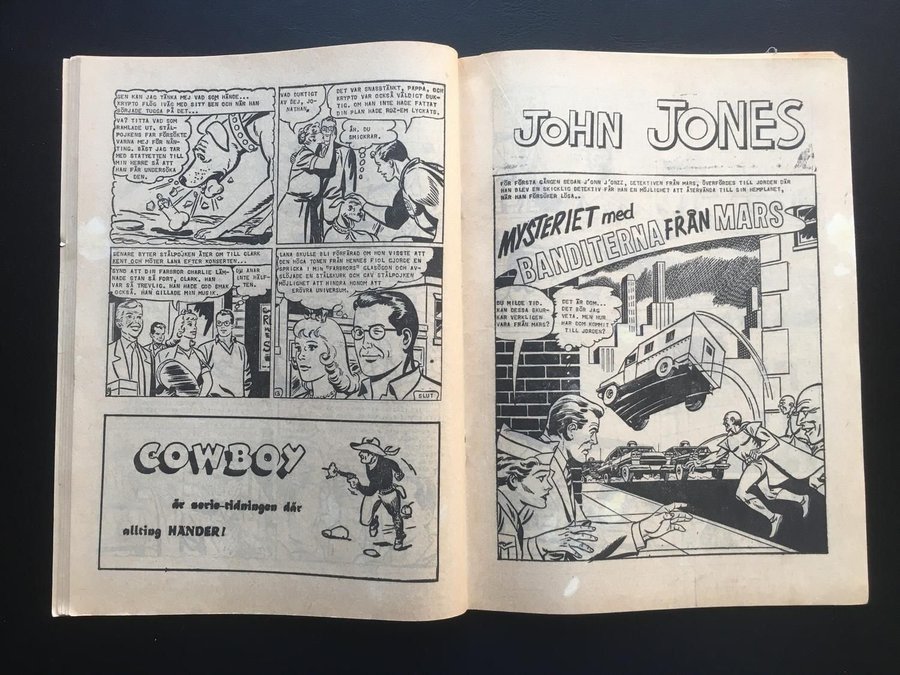 SEN KAN JAG TÄNKA MEJ VAD SOM HÄNDE...
KRYPTO FLÖG IVÄG MED SITT BEN OCH NÄR HAN
BÖRJADE TUGGA PÅ DET...
VA? TITTA VAD SOM
RAMLADE UT. STÅL-
POJKENS FAR FÖRSÖKTE
VARNA MEJ FÖR NÅN-
TING. BÄST JAG TAR
MED STATYETTEN TILL
MIN HERRE SÅ ATT
HAN FÅR UNDERSÖKA
DEN.
VAD DUKTIGT
AV DEJ, JO-
NATHAN.
DET VAR SNABBTÄNKT, PAPPA, OCH
KRYPTO VAR OCKSÅ VÄLDIGT DUK-
TIG. OM HAN INTE HADE FATTAT
DIN PLAN HADE ROZ-EM LYCKATS.
ÄH, DU
SMICKRAR.
SENARE BYTER STÅLPOJKEN ÅTER OM TILL CLARK
KENT OCH MÖTER LANA EFTER KONSERTEN...
SYND ATT DIN FARBROR CHARLIE LÄM-
NADE STAN SÅ FORT, CLARK. HAN
VAR SÅ TREVLIG. HAN HADE GOD SMAK
OCKSÅ. HAN GILLADE MIN MUSIK.
DU ANAR
INTE HÄLF-
TEN.
LANA SKULLE BLI FÖRFÄRAD OM HON VISSTE ATT
DEN HÖGA TONEN FRÅN HENNES FIOL GJORDE EN
SPRICKA I MIN "FARBRORS" GLASÖGON OCH AV-
SLÖJADE EN STÅLSKURK OCH GAV STÅLPOJKEN
MÖJLIGHET ATT HINDRA HONOM ATT
ERÖVRA UNIVERSUM.
SLUT
COWBOY
är serie-tidningen där
allting HÄNDER!
JOHN JONES
FÖR FÖRSTA GÅNGEN SEDAN J'ONN J'ONZZ, DETEKTIVEN FRÅN MARS, ÖVERFÖRDES TILL JORDEN DÄR
HAN BLEV EN SKICKLIG DETEKTIV FÅR HAN EN MÖJLIGHET ATT ÅTERVÄNDA TILL SIN HEMPLANET,
NÄR HAN FÖRSÖKER LÖSA..
MYSTERIET med
BANDITERNA FRÅN MARS
DU MILDE TID.
KAN DESSA SKUR-
KAR VERKLIGEN
VARA FRÅN MARS?
DET ÄR DOM...
DET BÖR JAG
VETA. MEN HUR
HAR DOM KOMMIT
TILL JORDEN?